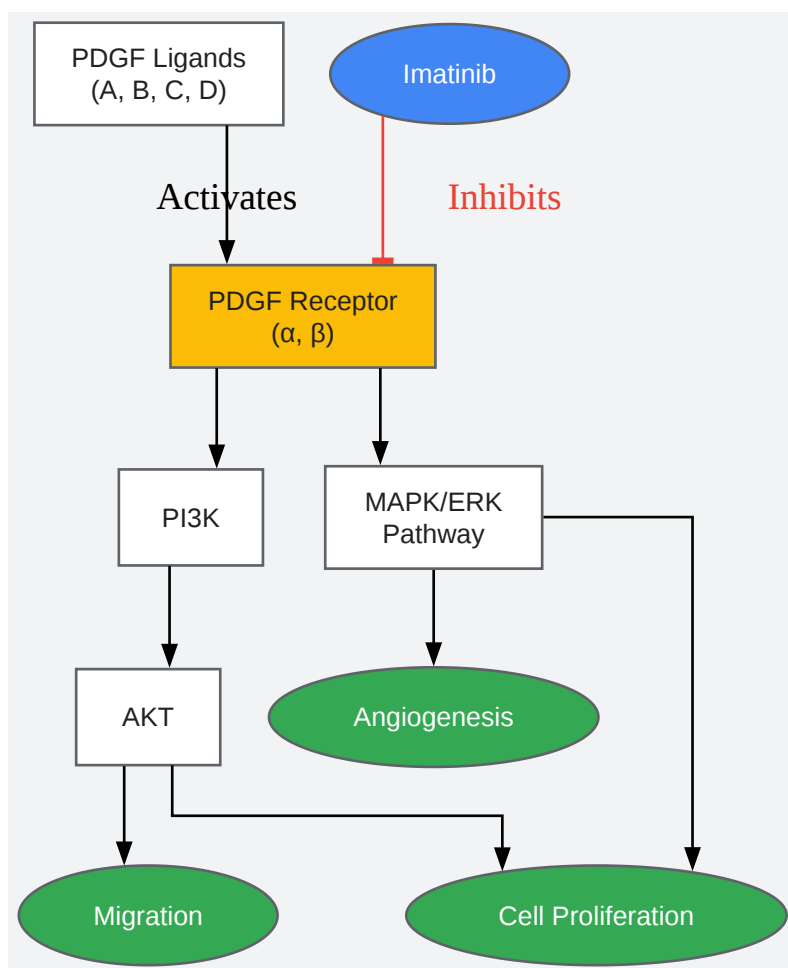 PDGF Ligands
(A, B, C, D)
Imatinib
Activates
Inhibits
PDGF Receptor
(α, β)
PI3K
MAPK/ERK
Pathway
AKT
Angiogenesis
Migration
Cell Proliferation